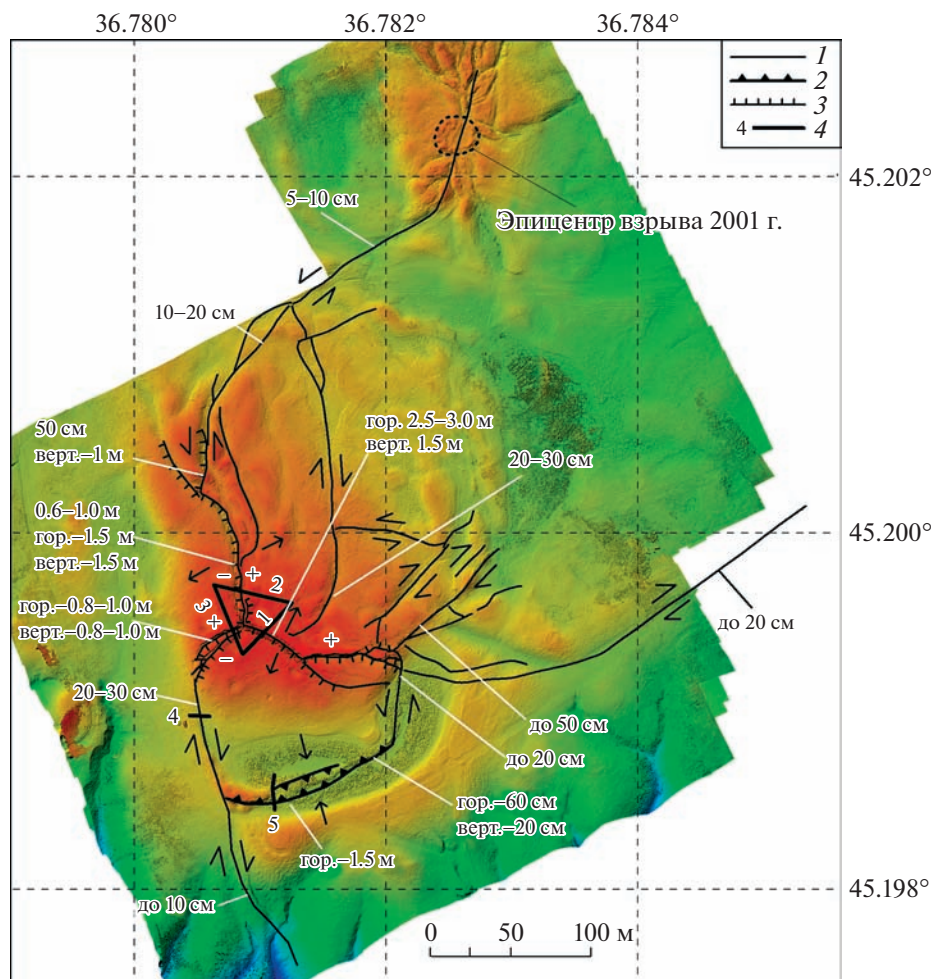 36.780° 36.782° 36.784°
1
2
3
4 4
45.202°
5–10 см
Эпицентр взрыва 2001 г.
10–20 см
гор. 2.5–3.0 м
верт. 1.5 м
50 см
верт.–1 м
20–30 см
0.6–1.0 м
гор.–1.5 м
верт.–1.5 м
45.200°
– + 2
3 1
+
гор.–0.8–1.0 м
верт.–0.8–1.0 м
–
+
до 20 см
20–30 см
4
до 50 см
до 20 см
гор.–60 см
верт.–20 см
5
гор.–1.5 м
45.198°
до 10 см
0 50 100 м